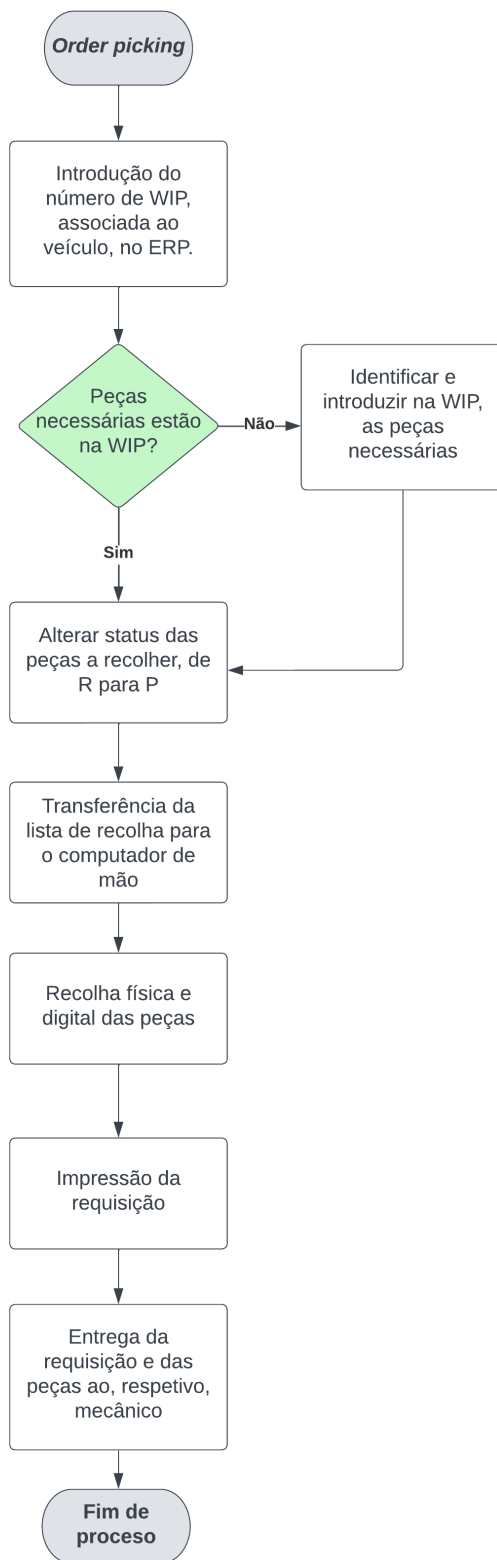 Order picking
Introdução do
número de WIP,
associada ao
veículo, no ERP.
Peças
necessárias estão
na WIP?
Não
Identificar e
introduzir na WIP,
as peças
necessárias
Sim
Alterar status das
peças a recolher, de
R para P
Transferência da
lista de recolha para
o computador de
mão
Recolha física e
digital das peças
Impressão da
requisição
Entrega da
requisição e das
peças ao, respetivo,
mecânico
Fim de
proceso